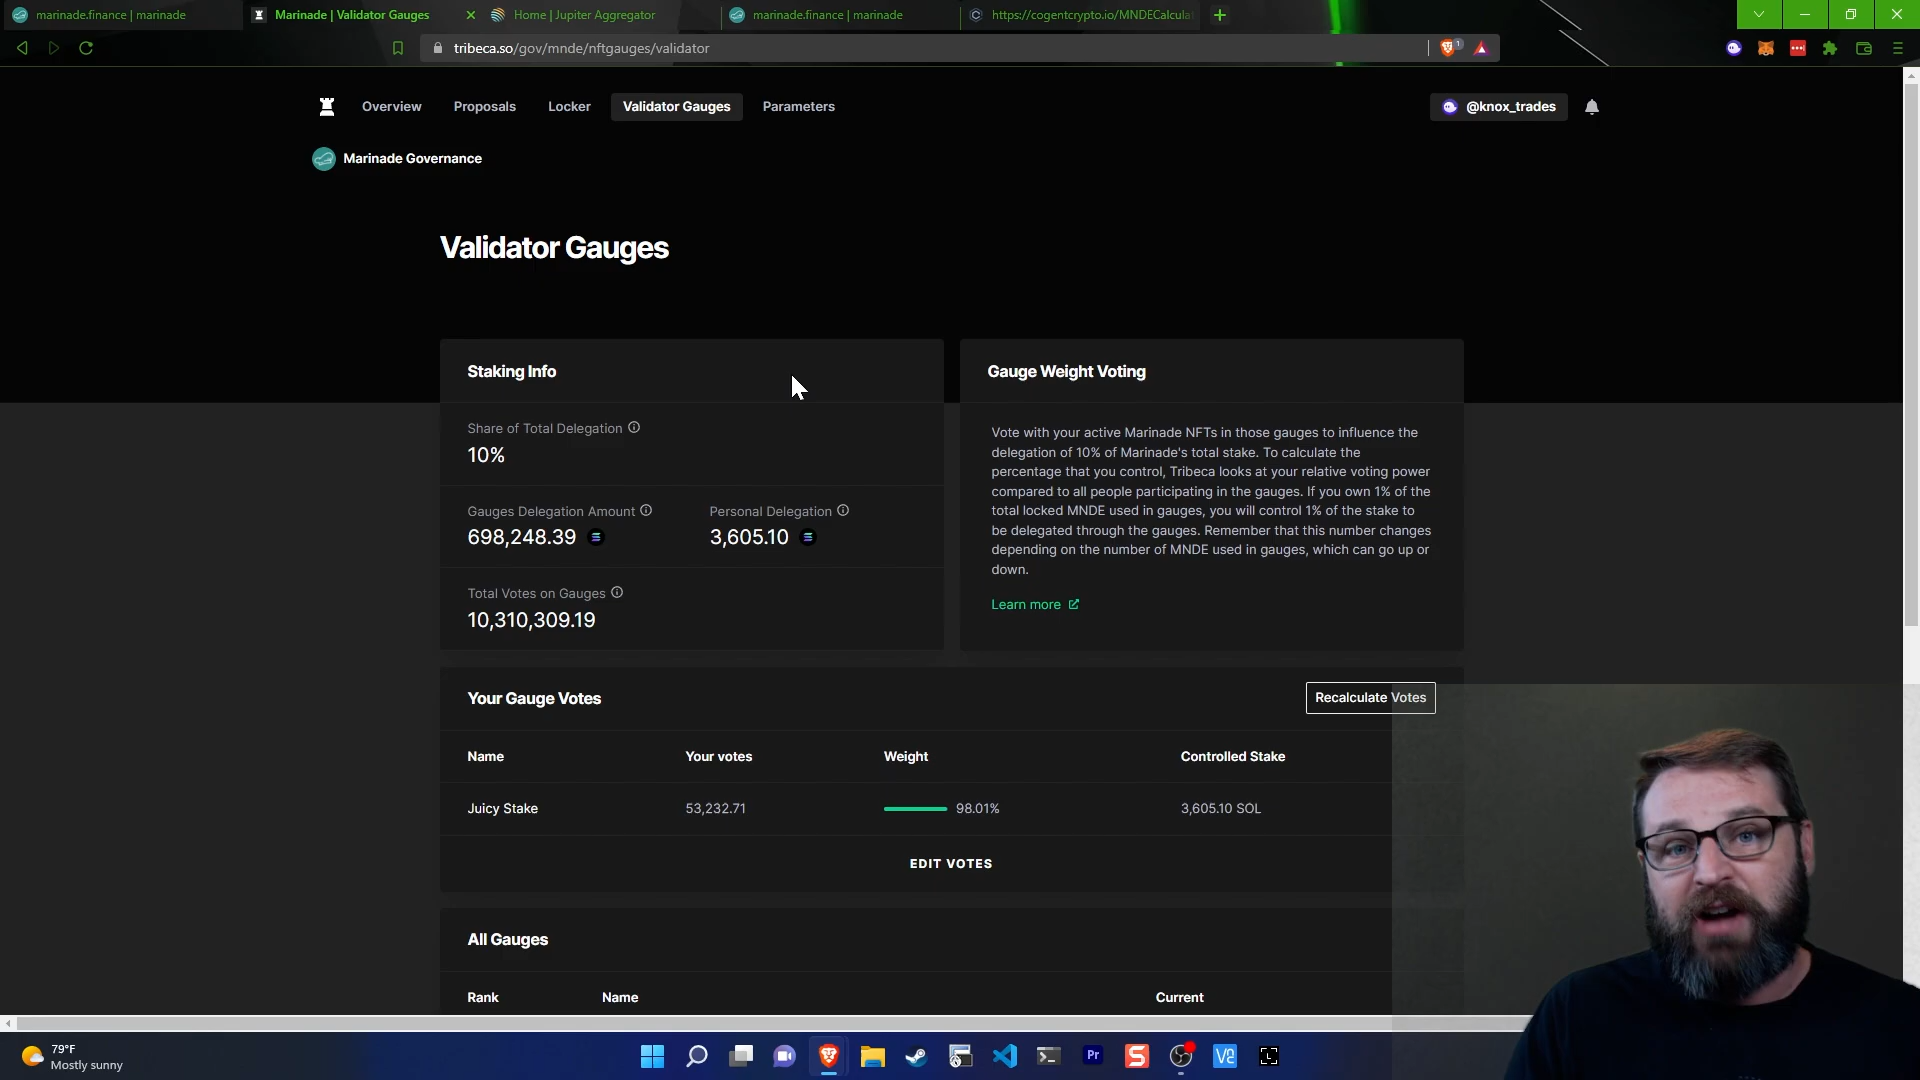 marinade.finance | marinade
Marinade | Validator Gauges
Home | Jupiter Aggregator
marinade.finance | marinade
https://cogentcrypto.io/MNDECalcula
tribeca.so/gov/mnde/nftgauges/validator
1
Overview
Proposals
Locker
Validator Gauges
Parameters
@knox_trades
Marinade Governance
Validator Gauges
Staking Info
Share of Total Delegation
10%
Gauges Delegation Amount
698,248.39
Personal Delegation
3,605.10
Total Votes on Gauges
10,310,309.19
Gauge Weight Voting
Vote with your active Marinade NFTs in those gauges to influence the
delegation of 10% of Marinade's total stake. To calculate the
percentage that you control, Tribeca looks at your relative voting power
compared to all people participating in the gauges. If you own 1% of the
total locked MNDE used in gauges, you will control 1% of the stake to
be delegated through the gauges. Remember that this number changes
depending on the number of MNDE used in gauges, which can go up or
down.
Learn more
Your Gauge Votes
Recalculate Votes
Name
Your votes
Weight
Controlled Stake
Juicy Stake
53,232.71
98.01%
3,605.10 SOL
EDIT VOTES
All Gauges
Rank
Name
Current
79°F
Mostly sunny
Pr
S